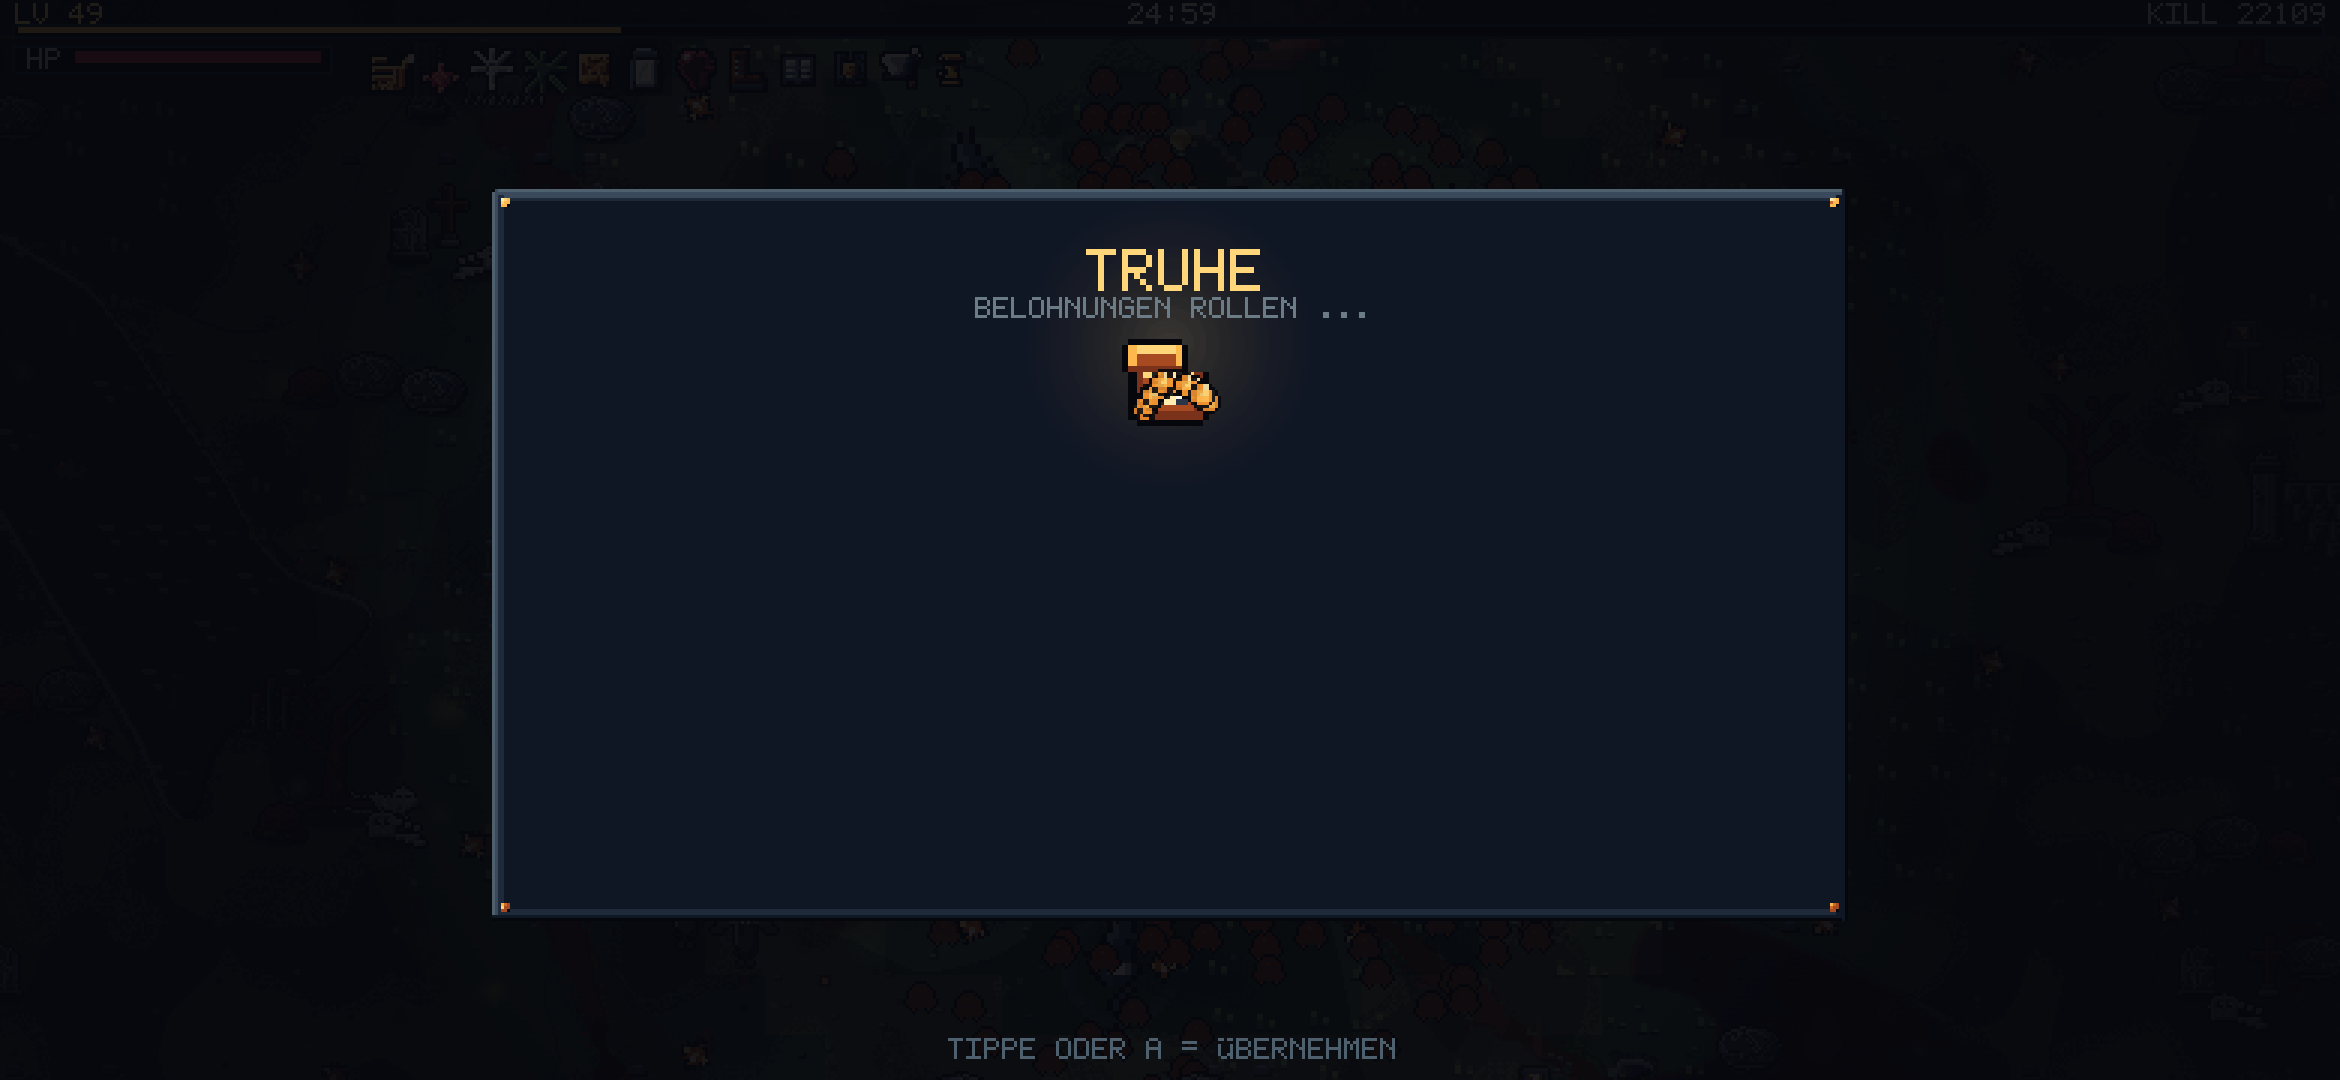 LV 49
24:59
KILL 22109
HP
TRUHE
BELOHNUNGEN ROLLEN ...
TIPPE ODER A = üBERNEHMEN